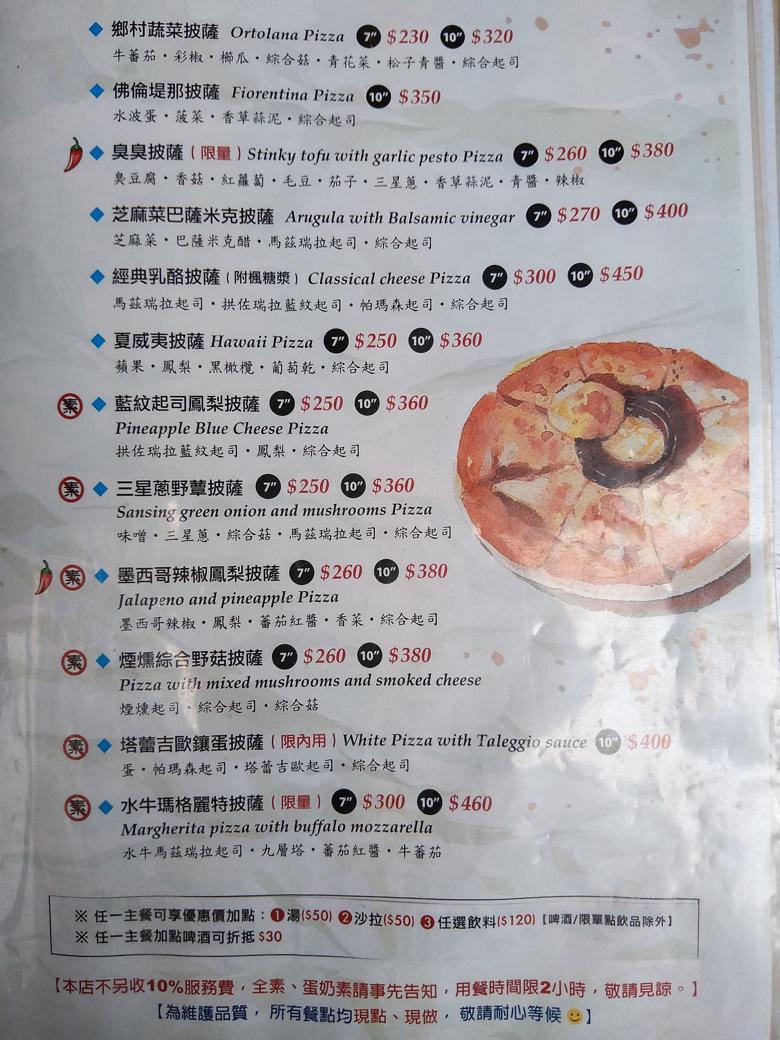 鄉村蔬菜披薩 Ortolana Pizza 7" $230 10" $320
牛蕃茄・彩椒・櫛瓜・綜合菇・青花菜・松子青醬・綜合起司
佛倫堤那披薩 Fiorentina Pizza 10" $350
水波蛋・菠菜・香草蒜泥・綜合起司
臭臭披薩(限量) Stinky tofu with garlic pesto Pizza 7" $260 10" $380
臭豆腐・香菇・紅蘿蔔・毛豆・茄子・三星蔥・香草蒜泥・青醬・辣椒
芝麻菜巴薩米克披薩 Arugula with Balsamic vinegar 7" $270 10" $400
芝麻菜・巴薩米克醋・馬茲瑞拉起司・綜合起司
經典乳酪披薩(附楓糖漿) Classical cheese Pizza 7" $300 10" $450
馬茲瑞拉起司・拱佐瑞拉藍紋起司・帕瑪森起司・綜合起司
夏威夷披薩 Hawaii Pizza 7" $250 10" $360
蘋果・鳳梨・黑橄欖・葡萄乾・綜合起司
素 藍紋起司鳳梨披薩 7" $250 10" $360
Pineapple Blue Cheese Pizza
拱佐瑞拉藍紋起司・鳳梨・綜合起司
素 三星蔥野蕈披薩 7" $250 10" $360
Sansing green onion and mushrooms Pizza
味噌・三星蔥・綜合菇・馬茲瑞拉起司・綜合起司
素 墨西哥辣椒鳳梨披薩 7" $260 10" $380
Jalapeno and pineapple Pizza
墨西哥辣椒・鳳梨・蕃茄紅醬・香菜・綜合起司
素 煙燻綜合野菇披薩 7" $260 10" $380
Pizza with mixed mushrooms and smoked cheese
煙燻起司・綜合起司・綜合菇
素 塔蕾吉歐鑲蛋披薩(限內用) White Pizza with Taleggio sauce 10" $400
蛋・帕瑪森起司・塔蕾吉歐起司・綜合起司
素 水牛瑪格麗特披薩(限量) 7" $300 10" $460
Margherita pizza with buffalo mozzarella
水牛馬茲瑞拉起司・九層塔・蕃茄紅醬・牛蕃茄
※ 任一主餐可享優惠價加點：❶湯($50) ❷沙拉($50) ❸任選飲料($120)【啤酒/限單點飲品除外】
※ 任一主餐加點啤酒可折抵 $30
【本店不另收10%服務費，全素、蛋奶素請事先告知，用餐時間限2小時，敬請見諒。】
【為維護品質，所有餐點均現點、現做，敬請耐心等候😊】